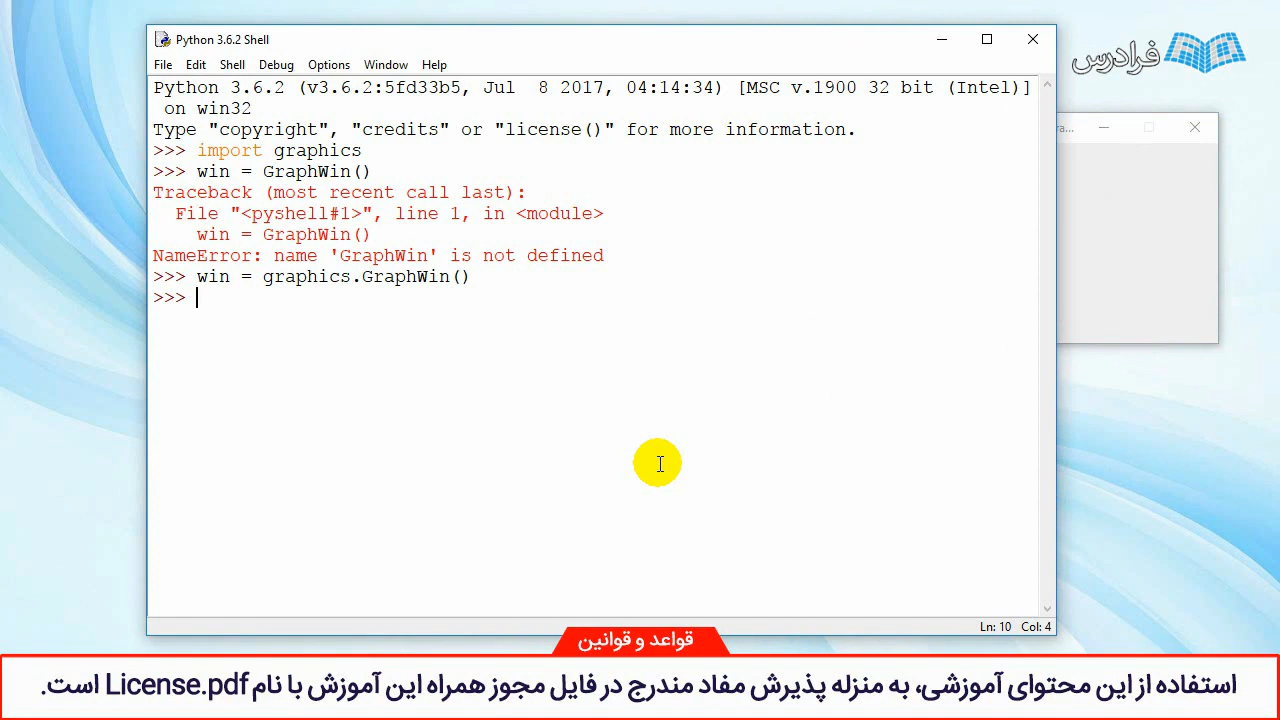 Python 3.6.2 Shell
فرادرس
File Edit Shell Debug Options Window Help
Python 3.6.2 (v3.6.2:5fd33b5, Jul  8 2017, 04:14:34) [MSC v.1900 32 bit (Intel)]
on win32
Type "copyright", "credits" or "license()" for more information.
>>> import graphics
>>> win = GraphWin()
Traceback (most recent call last):
  File "<pyshell#1>", line 1, in <module>
    win = GraphWin()
NameError: name 'GraphWin' is not defined
>>> win = graphics.GraphWin()
>>>
Ln: 10 Col: 4
قواعد و قوانین
استفاده از این محتوای آموزشی، به منزله پذیرش مفاد مندرج در فایل مجوز همراه این آموزش با نام License.pdf است.